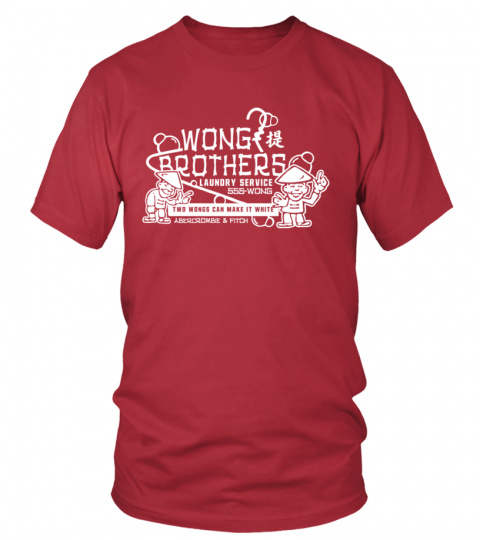 WONG 提
BROTHERS
LAUNDRY SERVICE
555-WONG
TWO WONGS CAN MAKE IT WHITE
ABERCROMBIE & FITCH